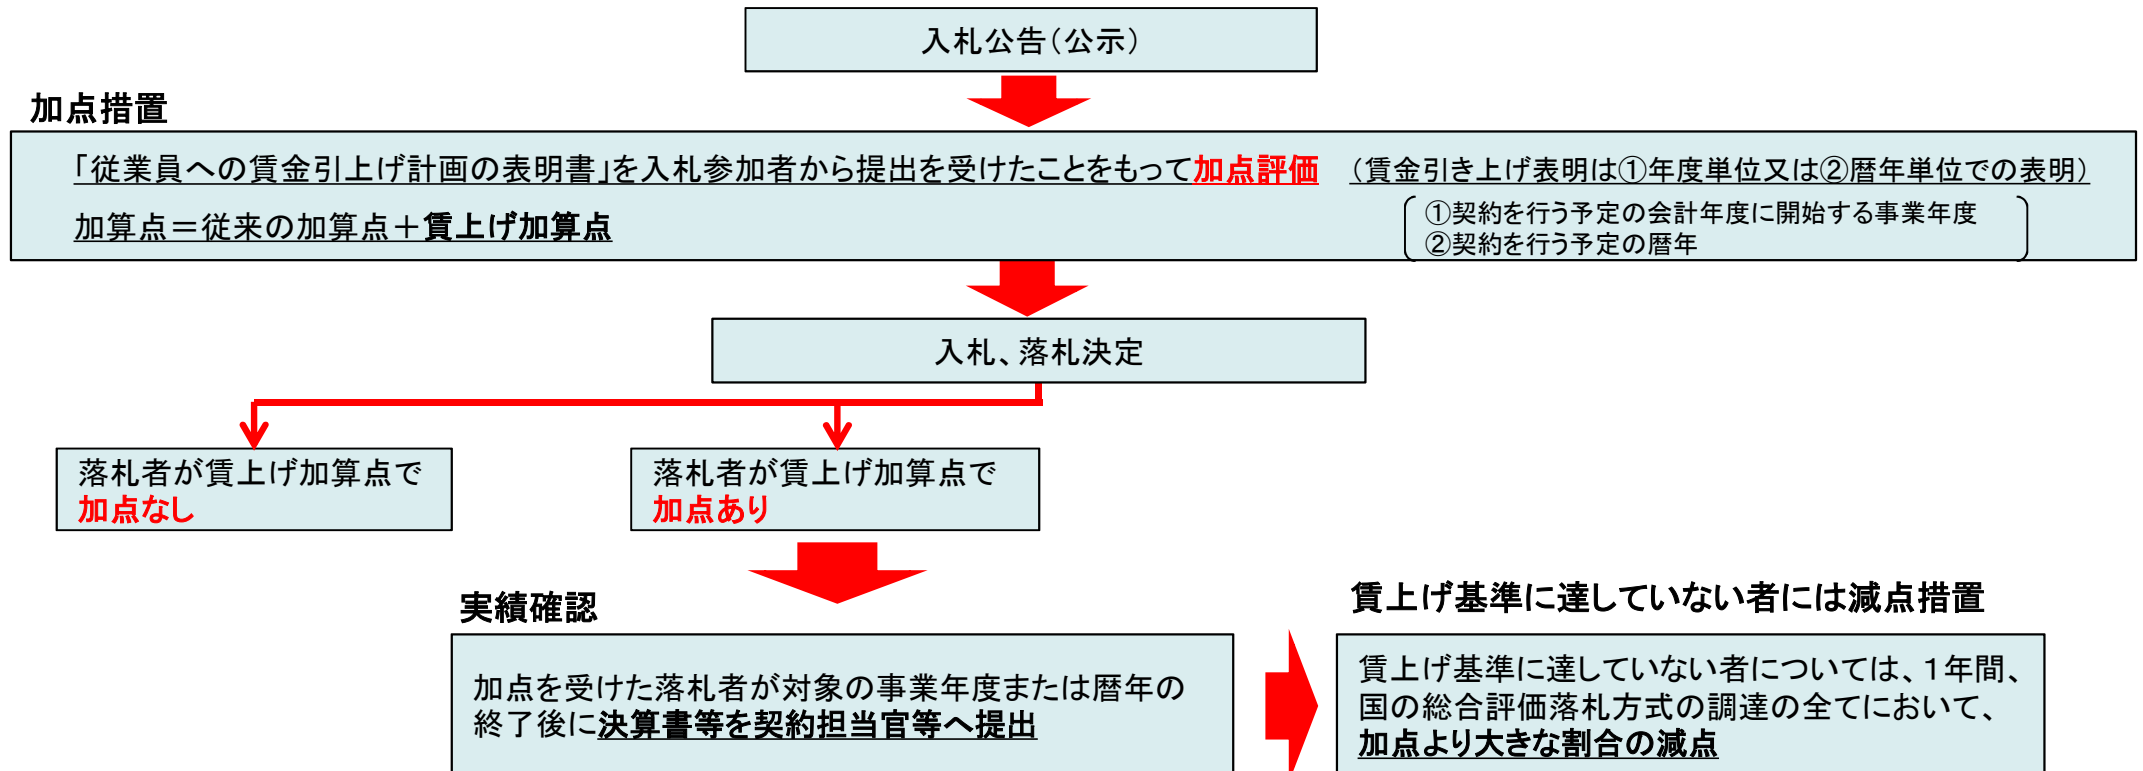 入札公告（公示）
加点措置
「従業員への賃金引上げ計画の表明書」を入札参加者から提出を受けたことをもって加点評価　（賃金引き上げ表明は①年度単位又は②暦年単位での表明）
加算点＝従来の加算点＋賃上げ加算点
①契約を行う予定の会計年度に開始する事業年度
②契約を行う予定の暦年
入札、落札決定
落札者が賃上げ加算点で
加点なし
落札者が賃上げ加算点で
加点あり
実績確認
加点を受けた落札者が対象の事業年度または暦年の
終了後に決算書等を契約担当官等へ提出
賃上げ基準に達していない者には減点措置
賃上げ基準に達していない者については、１年間、
国の総合評価落札方式の調達の全てにおいて、
加点より大きな割合の減点